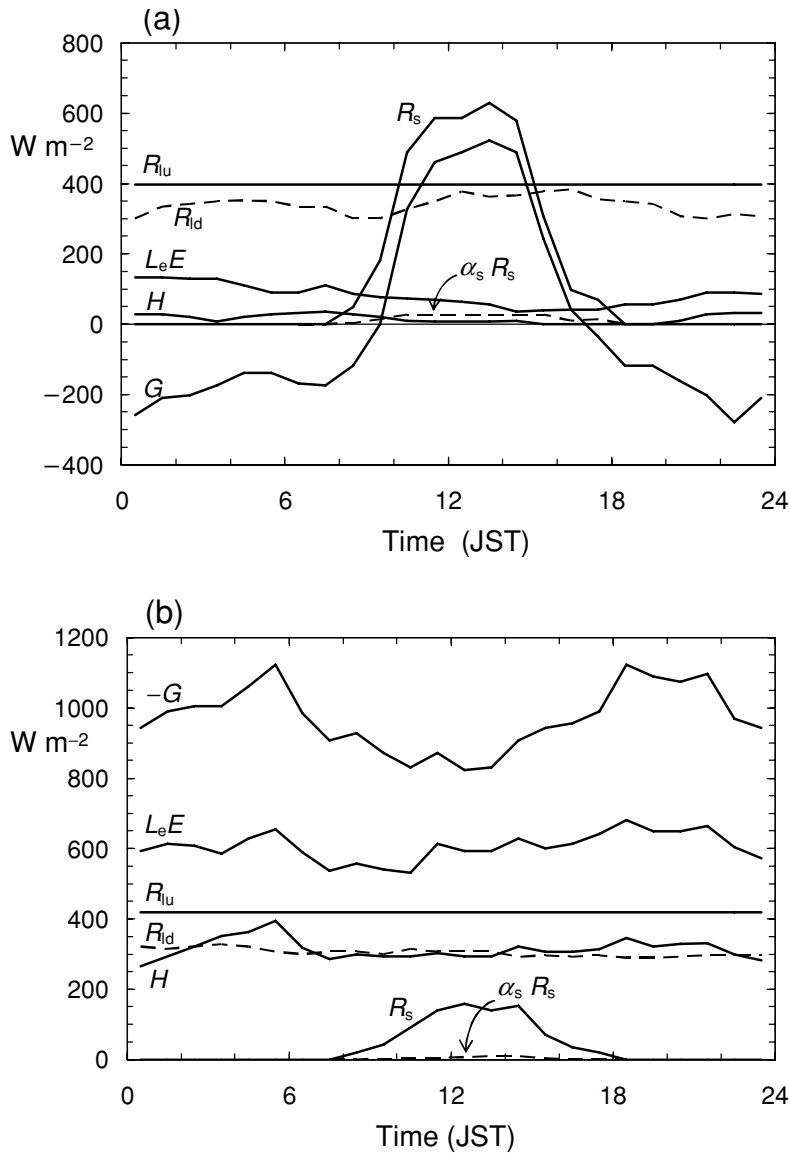 (a)
800
600
W m−2
400
200
0
−200
−400
Rs
Rlu
Rld
LeE
αs Rs
H
G
0 6 12 18 24
Time (JST)
(b)
1200
1000
W m−2
800
600
400
200
0
−G
LeE
Rlu
Rld
H
Rs
αs Rs
0 6 12 18 24
Time (JST)